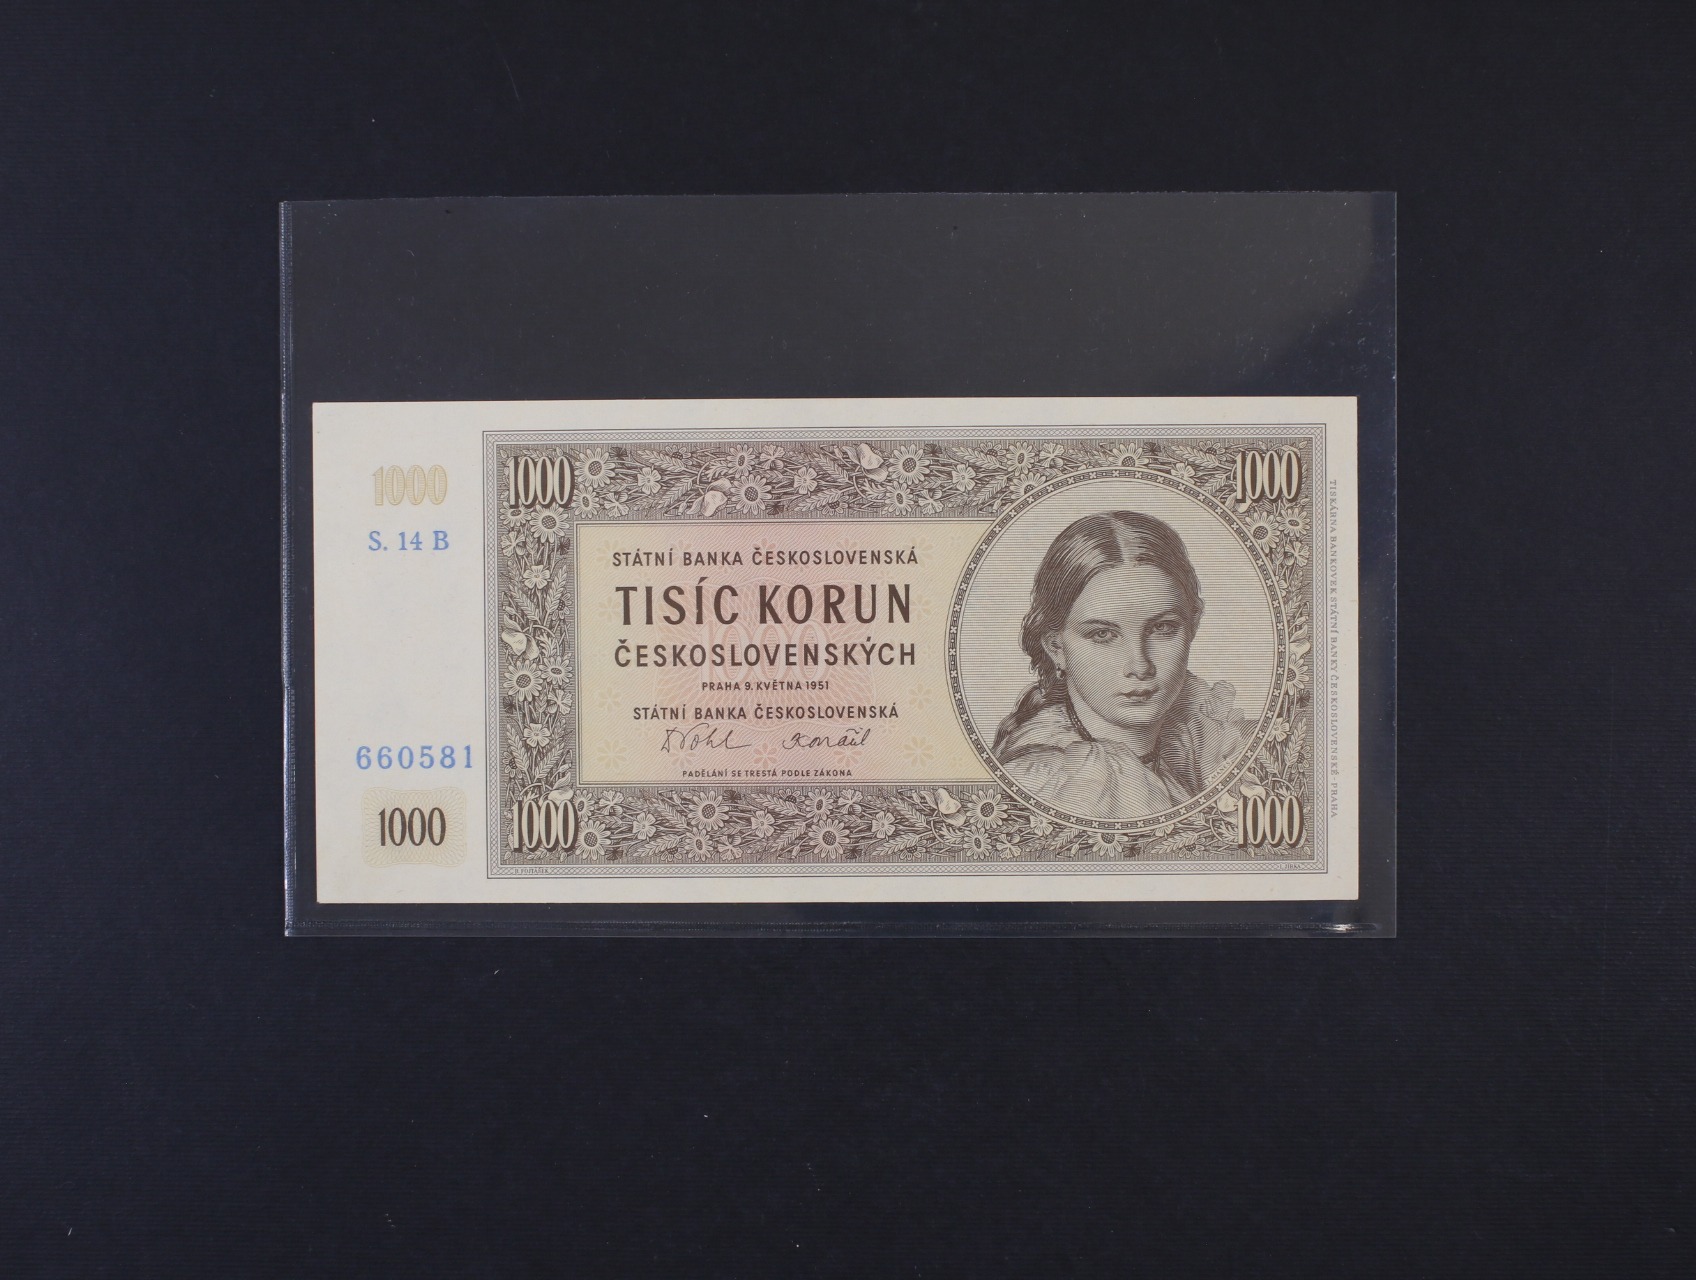 1000
S. 14 B
660581
1000
1000
1000
STÁTNÍ BANKA ČESKOSLOVENSKÁ
TISÍC KORUN
1000
ČESKOSLOVENSKÝCH
PRAHA 9. KVĚTNA 1951
STÁTNÍ BANKA ČESKOSLOVENSKÁ
PADĚLÁNÍ SE TRESTÁ PODLE ZÁKONA
1000
1000
TISKÁRNA BANKOVEK STÁTNÍ BANKY ČESKOSLOVENSKÉ - PRAHA